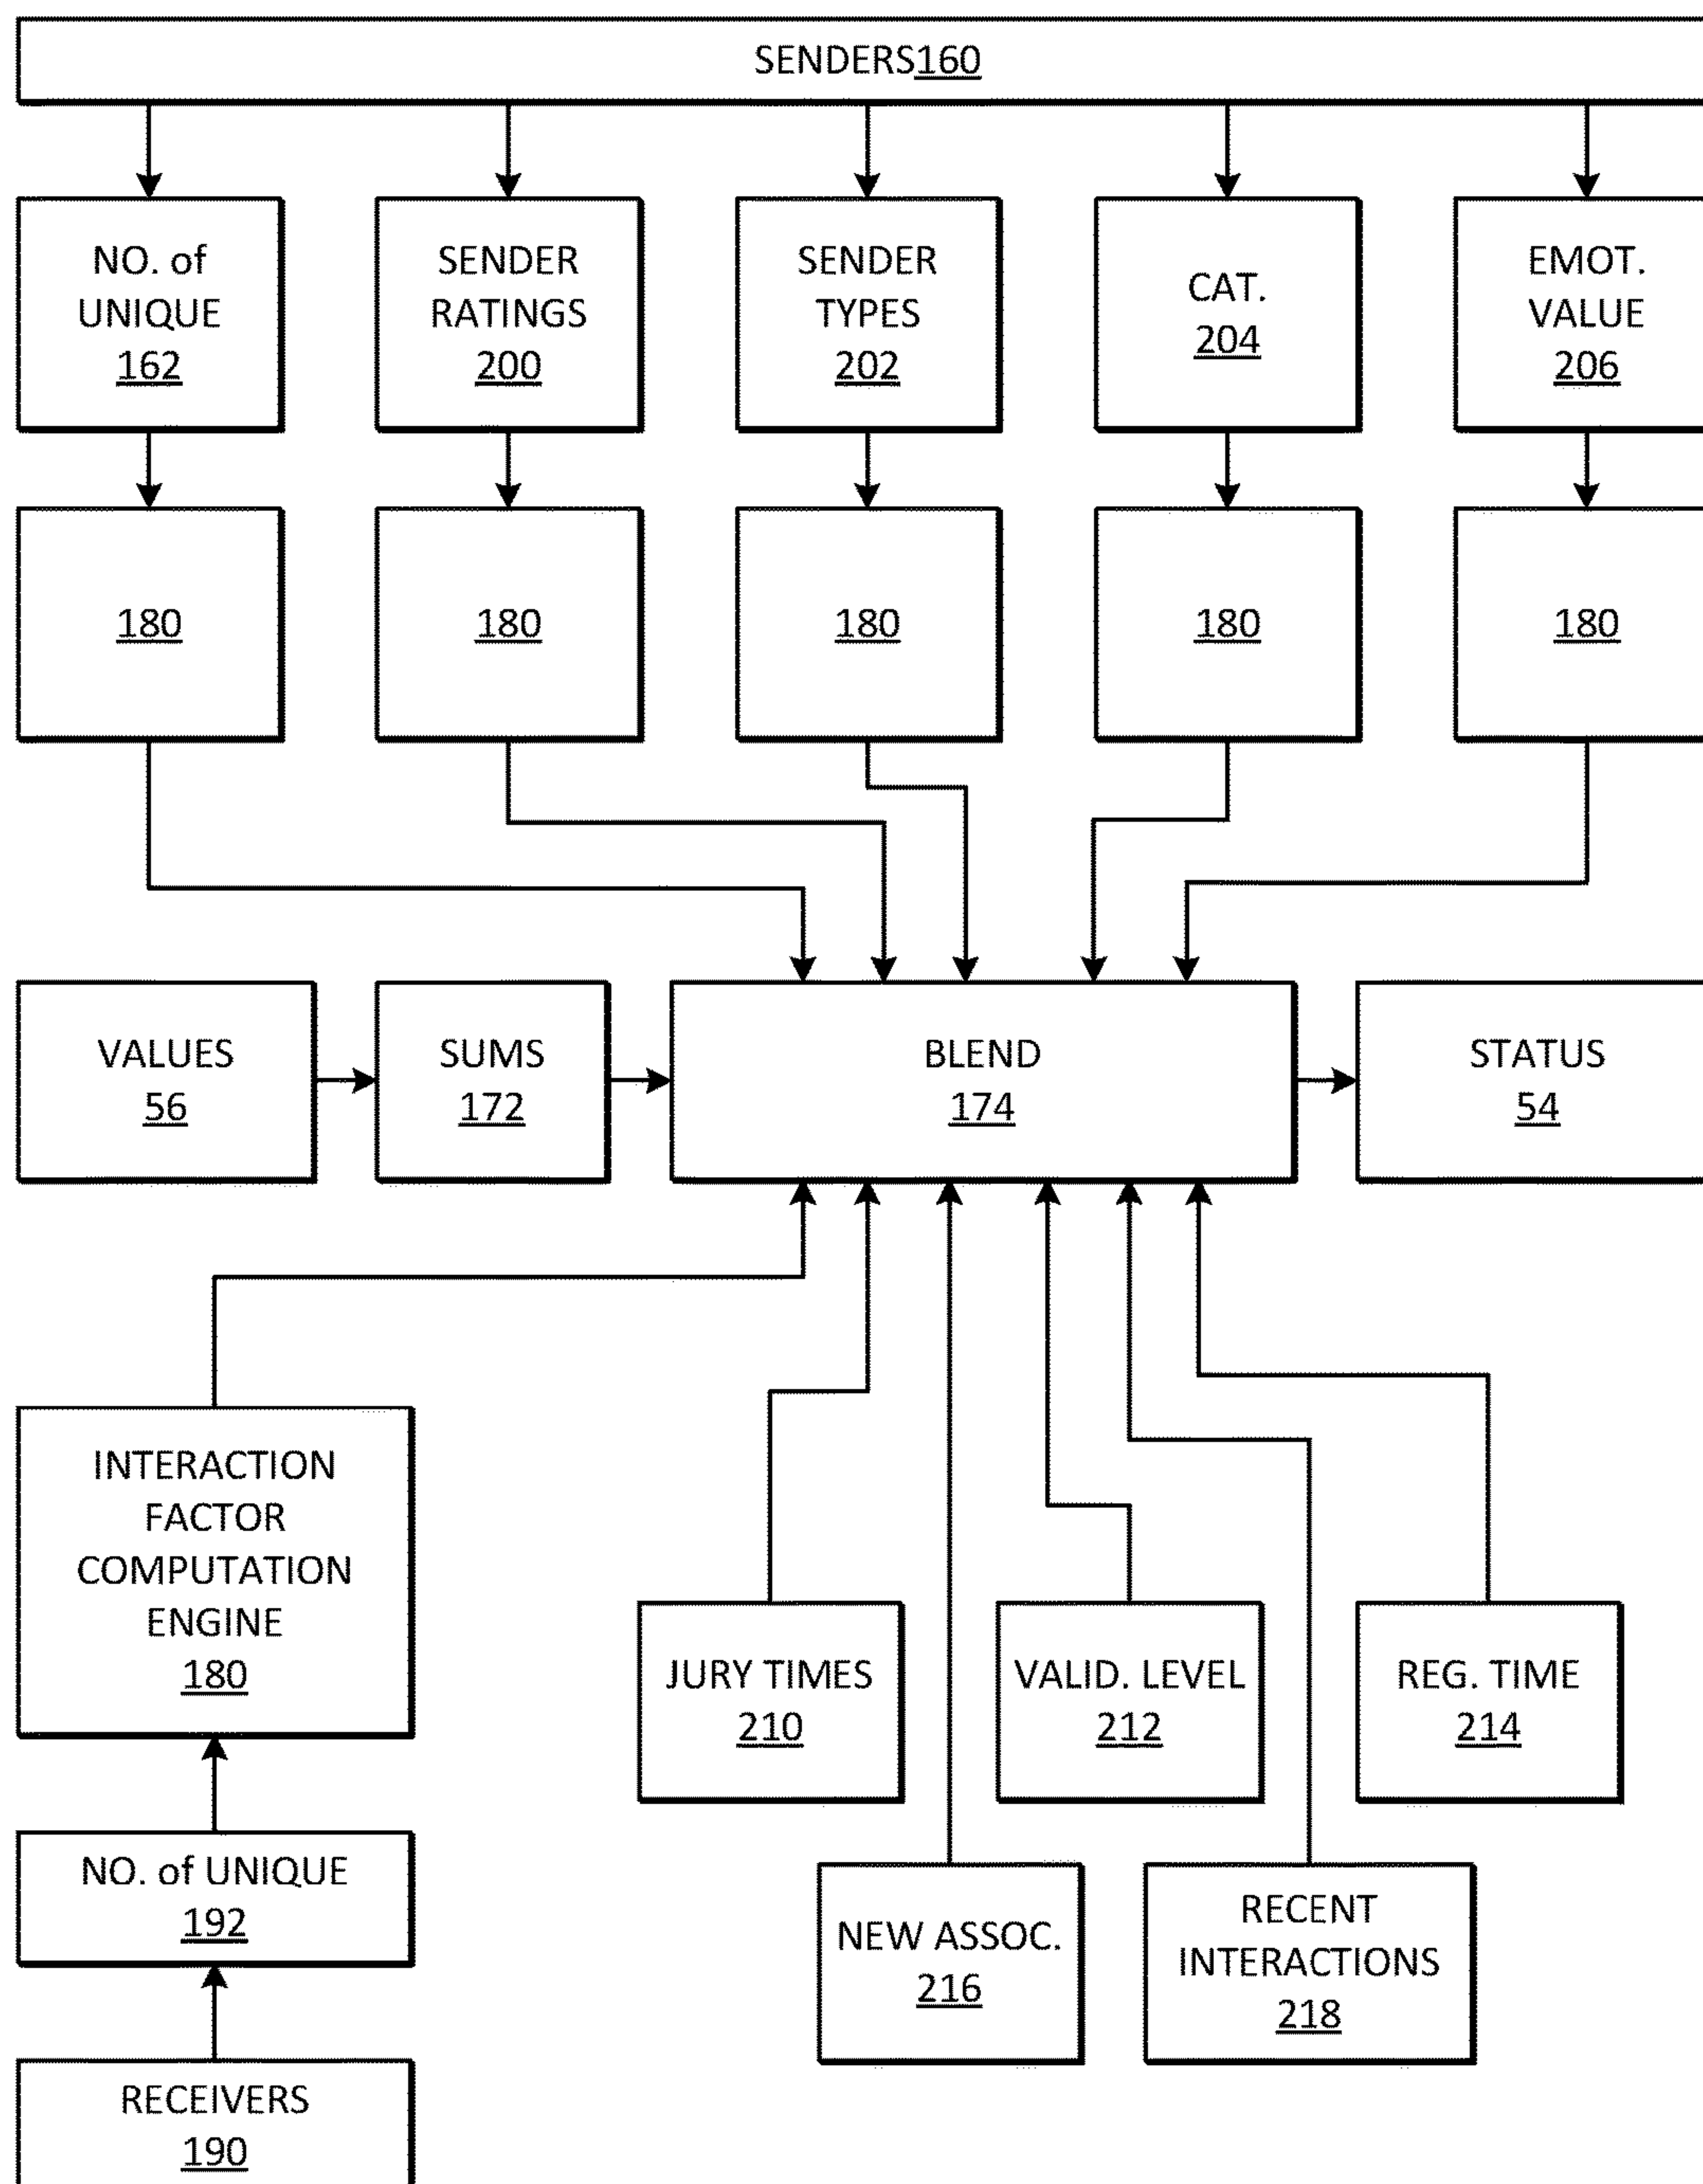 SENDERS160
NO. of
UNIQUE
162
SENDER
RATINGS
200
SENDER
TYPES
202
CAT.
204
EMOT.
VALUE
206
180
180
180
180
180
VALUES
56
SUMS
172
BLEND
174
STATUS
54
INTERACTION
FACTOR
COMPUTATION
ENGINE
180
JURY TIMES
210
VALID. LEVEL
212
REG. TIME
214
NO. of UNIQUE
192
NEW ASSOC.
216
RECENT
INTERACTIONS
218
RECEIVERS
190